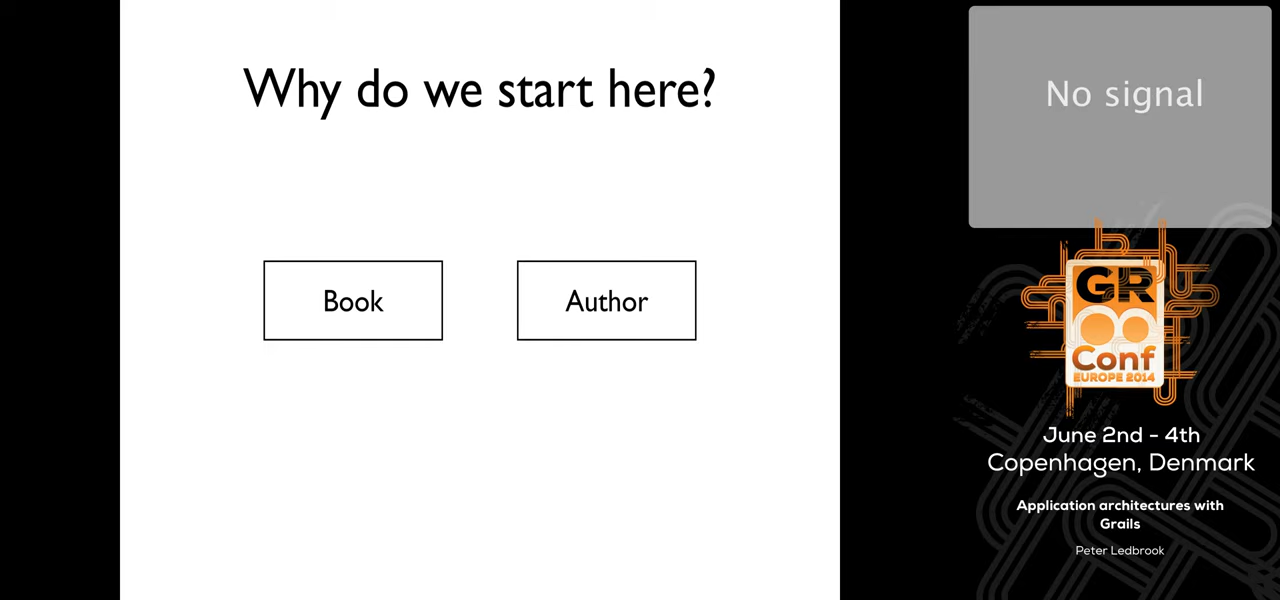 Why do we start here?
Book
Author
No signal
GR
Conf
EUROPE 2014
June 2nd - 4th
Copenhagen, Denmark
Application architectures with
Grails
Peter Ledbrook